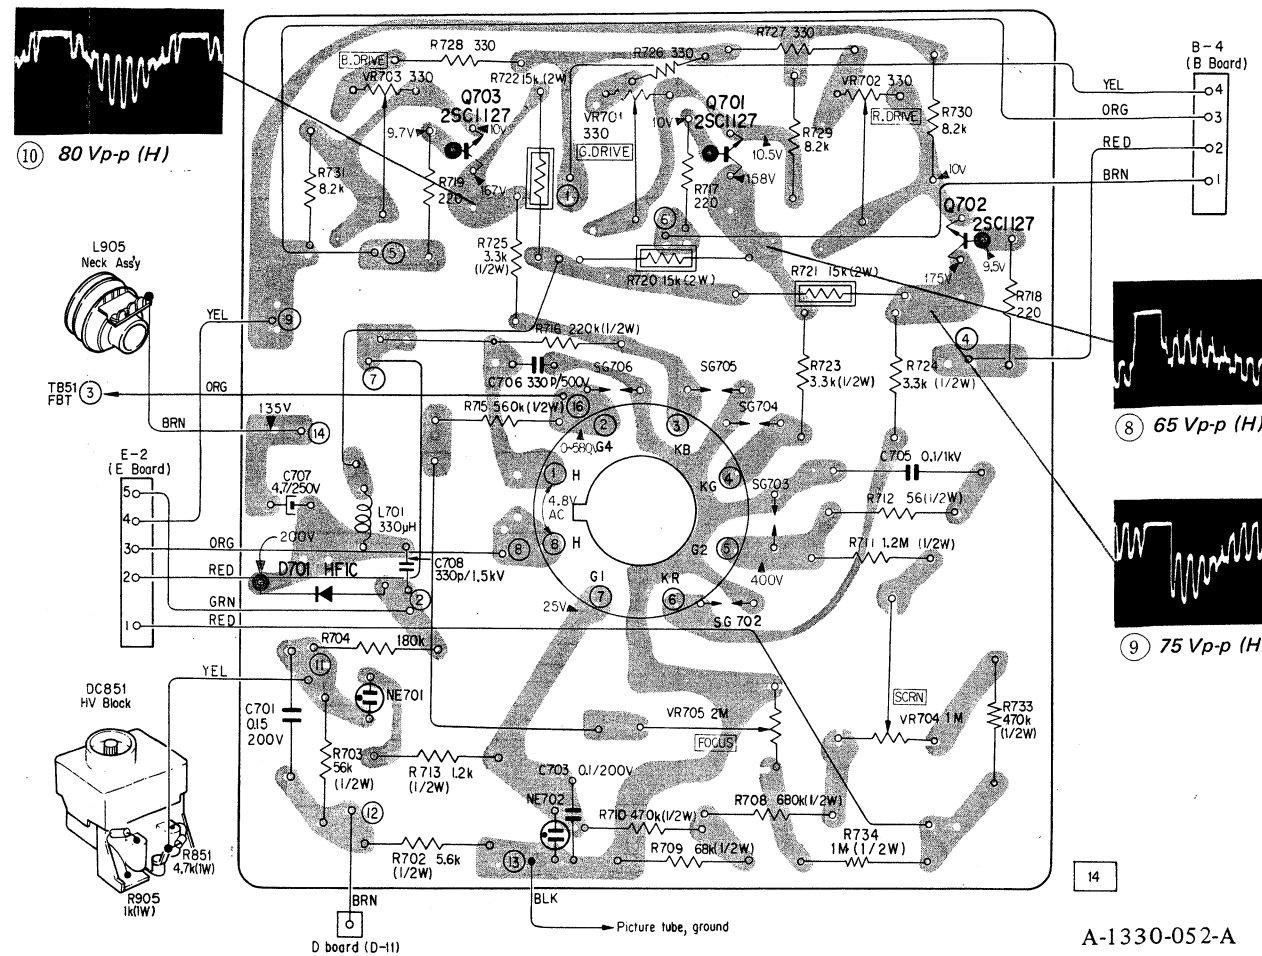 R727 330
B-4
(B Board)
R728 330
R726 330
B.DRIVE
VR703 330
R722 15k (2W)
VR702 330
YEL
4
Q703
2SC1127
Q701
2SC1127
R.DRIVE
R730
8.2k
ORG
3
10V
VR701
330
10V
9.7V
R729
8.2k
RED
2
G.DRIVE
10.5V
10 80 Vp-p (H)
R731
8.2k
R719
220
167V
1
R717
220
158V
10V
BRN
1
Q702
2SC1127
6
L905
Neck Ass'y
5
R725
3.3k
(1/2W)
R720 15k (2W)
R721 15k (2W)
175V
9.5V
R718
220
YEL
9
R716 220k (1/2W)
4
7
SG706
SG705
R723
3.3k (1/2W)
R724
3.3k (1/2W)
C706 330P/500V
TB51
FBT
3
ORG
R715 560k (1/2W)
16
SG704
135V
BRN
14
2
3
8 65 Vp-p (H)
0~580V
G4
KB
E-2
(E Board)
C707
4.7/250V
1
H
KG
4
SG703
C705 0.1/1kV
5
4.8V
AC
R712 56 (1/2W)
4
L701
330μH
200V
3
ORG
8
8
H
G2
5
R711 1.2M (1/2W)
C708
330p/1.5kV
2
RED
D701 HF1C
400V
G1
KR
GRN
2
25V
7
6
SG702
1
RED
9 75 Vp-p (H
R704 180k
11
YEL
DC851
HV Block
NE701
SCRN
C701
0.15
200V
VR705 2M
VR704 1M
R733
470k
(1/2W)
FOCUS
R703
56k
(1/2W)
R713 1.2k
(1/2W)
C703 0.1/200V
12
NE702
R710 470k (1/2W)
R708 680k (1/2W)
R734
1M (1/2W)
R851
4.7k(1W)
R702 5.6k
(1/2W)
13
R709 68k (1/2W)
R905
1k(1W)
14
BRN
BLK
Picture tube, ground
D board (D-11)
A-1330-052-A